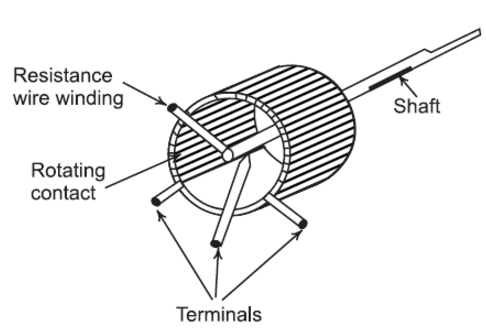 Resistance
wire winding
Shaft
Rotating
contact
Terminals